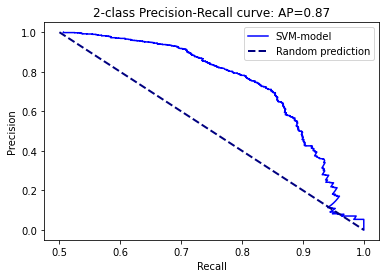 2-class Precision-Recall curve: AP=0.87
SVM-model
Random prediction
Precision
1.0
0.8
0.6
0.4
0.2
0.0
0.5 0.6 0.7 0.8 0.9 1.0
Recall